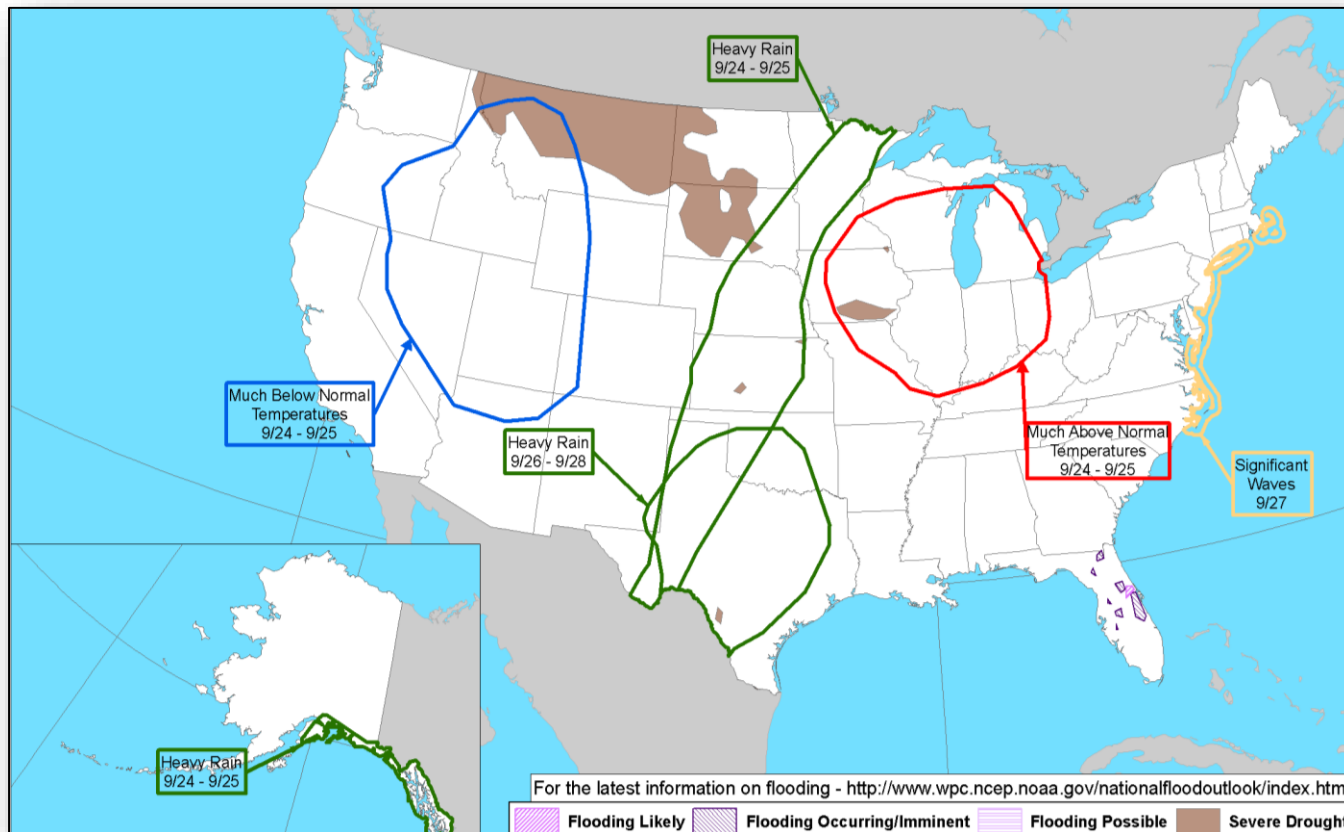 Heavy Rain
9/24 - 9/25
Much Below Normal
Temperatures
9/24 - 9/25
Heavy Rain
9/26 - 9/28
Much Above Normal
Temperatures
9/24 - 9/25
Significant
Waves
9/27
Heavy Rain
9/24 - 9/25
For the latest information on flooding - http://www.wpc.ncep.noaa.gov/nationalfloodoutlook/index.htm
Flooding Likely Flooding Occurring/Imminent Flooding Possible Severe Drough